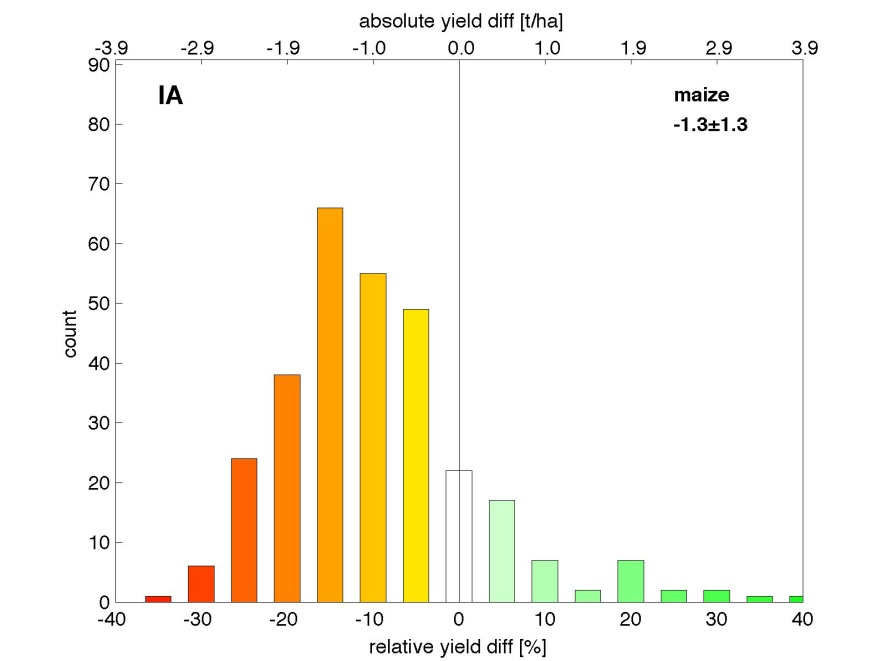 absolute yield diff [t/ha]
-3.9 -2.9 -1.9 -1.0 0.0 1.0 1.9 2.9 3.9
90
IA
maize
-1.3±1.3
80
70
60
50
40
30
20
10
0
count
-40 -30 -20 -10 0 10 20 30 40
relative yield diff [%]